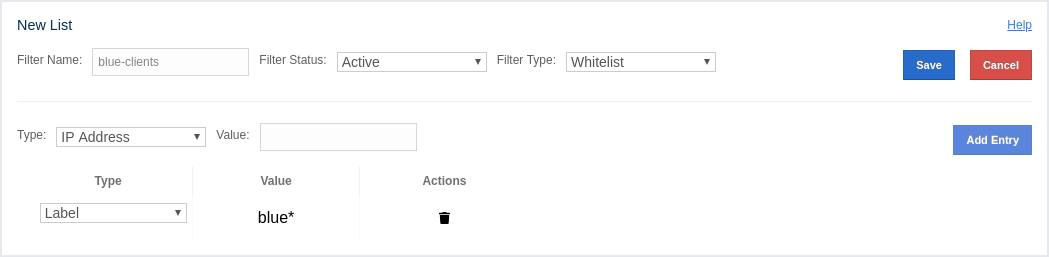 New List Help
Filter Name: blue-clients Filter Status: Active Filter Type: Whitelist Save Cancel
Type: IP Address Value: Add Entry
Type Value Actions
Label blue*